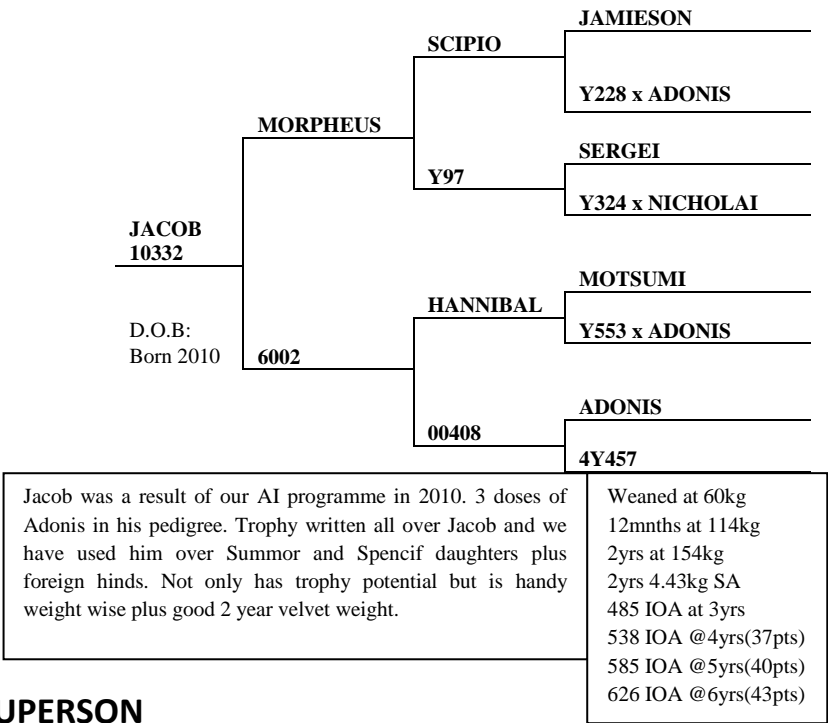 JAMIESON
SCIPIO
Y228 x ADONIS
MORPHEUS
SERGEI
Y97
Y324 x NICHOLAI
JACOB
10332
MOTSUMI
HANNIBAL
D.O.B:
Born 2010
Y553 x ADONIS
6002
ADONIS
00408
4Y457
Jacob was a result of our AI programme in 2010. 3 doses of
Adonis in his pedigree. Trophy written all over Jacob and we
have used him over Summor and Spencif daughters plus
foreign hinds. Not only has trophy potential but is handy
weight wise plus good 2 year velvet weight.
Weaned at 60kg
12mnths at 114kg
2yrs at 154kg
2yrs 4.43kg SA
485 IOA at 3yrs
538 IOA @4yrs(37pts)
585 IOA @5yrs(40pts)
626 IOA @6yrs(43pts)
UPERSON